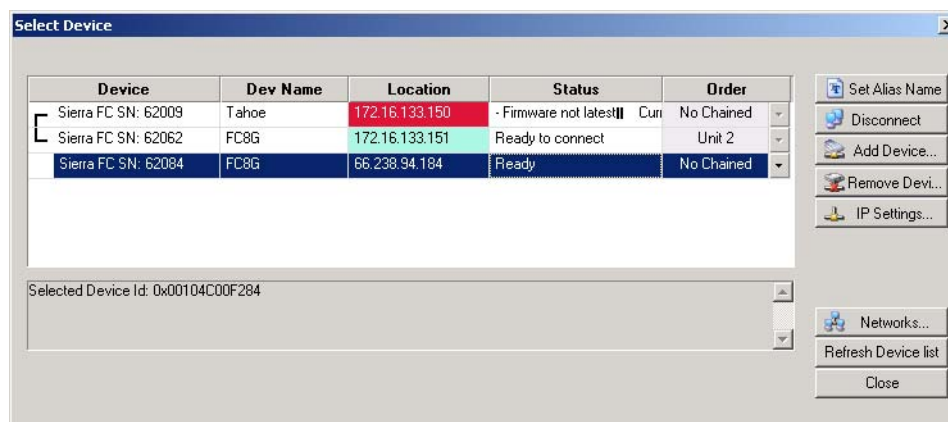 Select Device
Device Dev Name Location Status Order
Sierra FC SN: 62009 Tahoe 172.16.133.150 - Firmware not latest|| Curr No Chained
Sierra FC SN: 62062 FC8G 172.16.133.151 Ready to connect Unit 2
Sierra FC SN: 62084 FC8G 66.238.94.184 Ready No Chained
Set Alias Name
Disconnect
Add Device...
Remove Devi...
IP Settings...
Selected Device Id: 0x00104C00F284
Networks...
Refresh Device list
Close